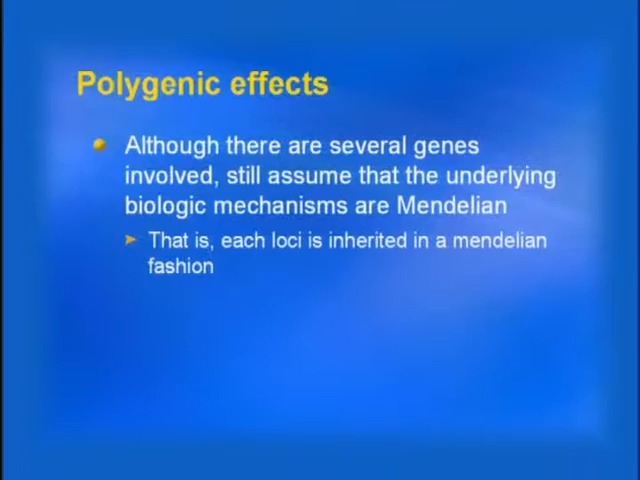 Polygenic effects
Although there are several genes
involved, still assume that the underlying
biologic mechanisms are Mendelian
That is, each loci is inherited in a mendelian
fashion